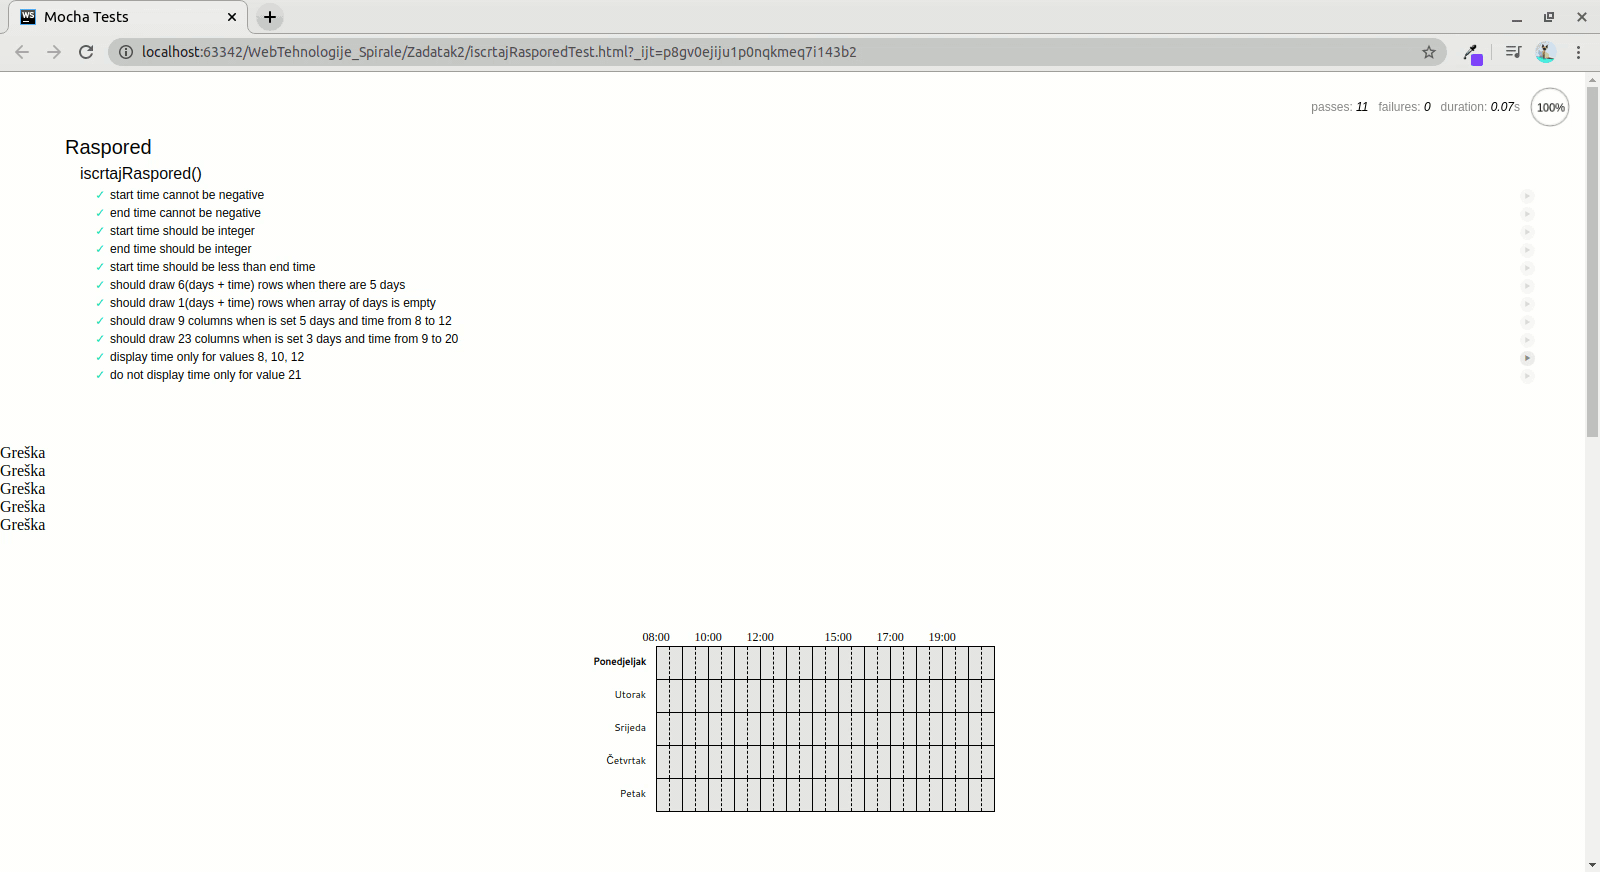 WS Mocha Tests
localhost:63342/WebTehnologije_Spirale/Zadatak2/iscrtajRasporedTest.html?_ijt=p8gv0ejiju1p0nqkmeq7i143b2
passes: 11 failures: 0 duration: 0.07s 100%
Raspored
iscrtajRaspored()
✓ start time cannot be negative
✓ end time cannot be negative
✓ start time should be integer
✓ end time should be integer
✓ start time should be less than end time
✓ should draw 6(days + time) rows when there are 5 days
✓ should draw 1(days + time) rows when array of days is empty
✓ should draw 9 columns when is set 5 days and time from 8 to 12
✓ should draw 23 columns when is set 3 days and time from 9 to 20
✓ display time only for values 8, 10, 12
✓ do not display time only for value 21
Greška
Greška
Greška
Greška
Greška
08:00 10:00 12:00 15:00 17:00 19:00
Ponedjeljak
Utorak
Srijeda
Četvrtak
Petak